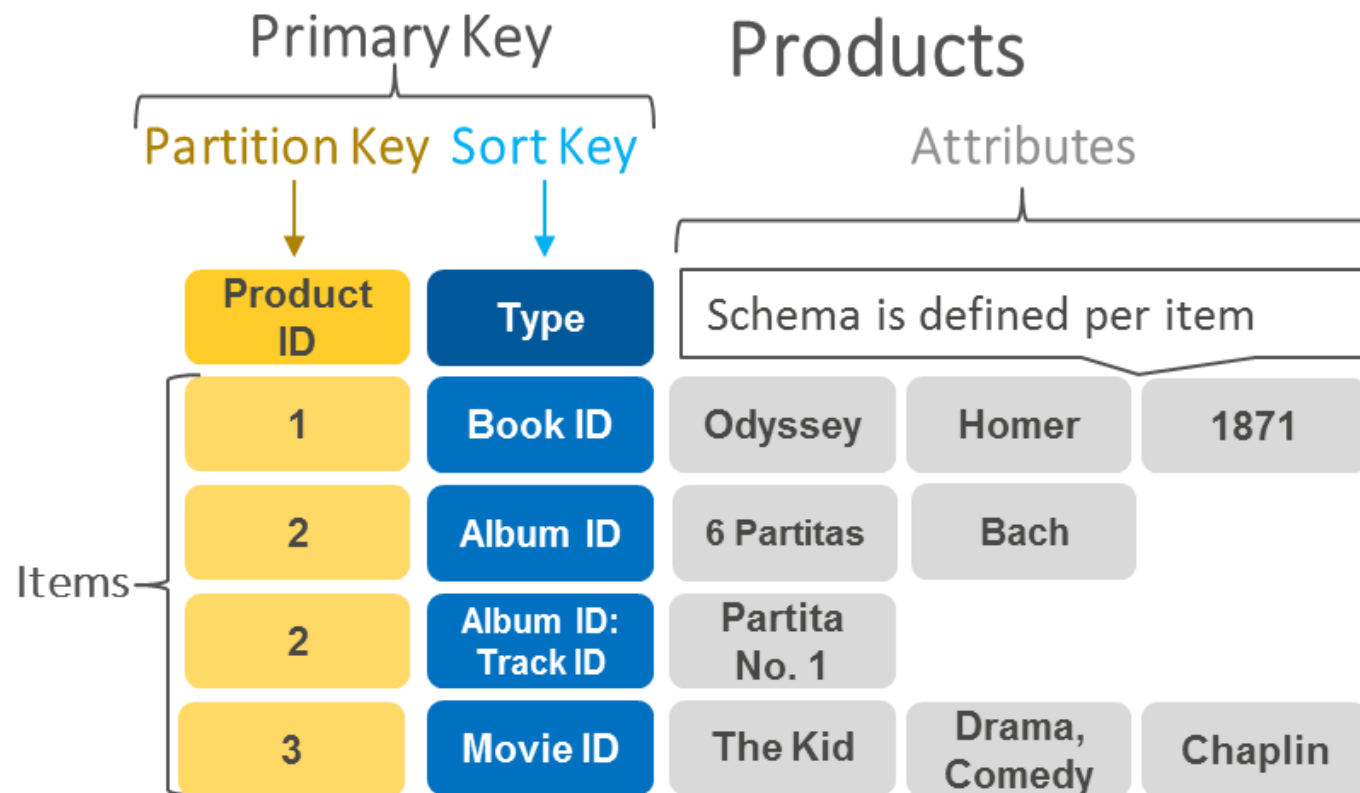 Primary Key
Products
Partition Key
Sort Key
Attributes
Product
ID
Type
Schema is defined per item
Items
1
Book ID
Odyssey
Homer
1871
2
Album ID
6 Partitas
Bach
2
Album ID:
Track ID
Partita
No. 1
3
Movie ID
The Kid
Drama,
Comedy
Chaplin